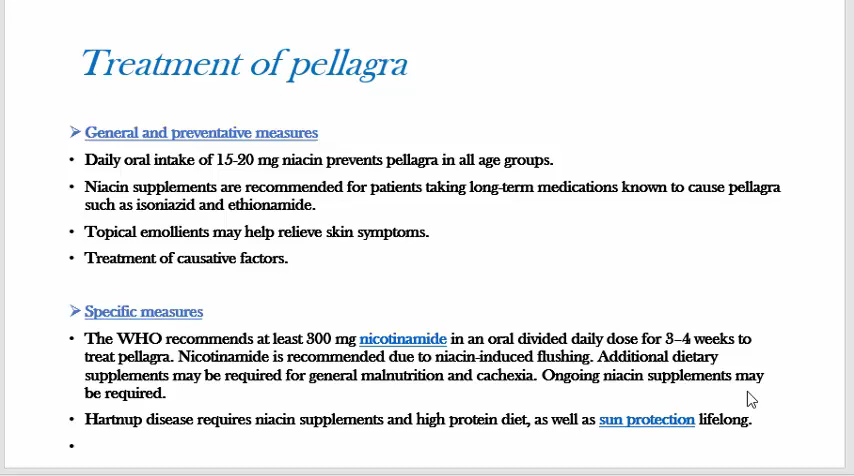 Treatment of pellagra
➢ General and preventative measures
• Daily oral intake of 15-20 mg niacin prevents pellagra in all age groups.
• Niacin supplements are recommended for patients taking long-term medications known to cause pellagra
such as isoniazid and ethionamide.
• Topical emollients may help relieve skin symptoms.
• Treatment of causative factors.
➢ Specific measures
• The WHO recommends at least 300 mg nicotinamide in an oral divided daily dose for 3–4 weeks to
treat pellagra. Nicotinamide is recommended due to niacin-induced flushing. Additional dietary
supplements may be required for general malnutrition and cachexia. Ongoing niacin supplements may
be required.
• Hartnup disease requires niacin supplements and high protein diet, as well as sun protection lifelong.
•